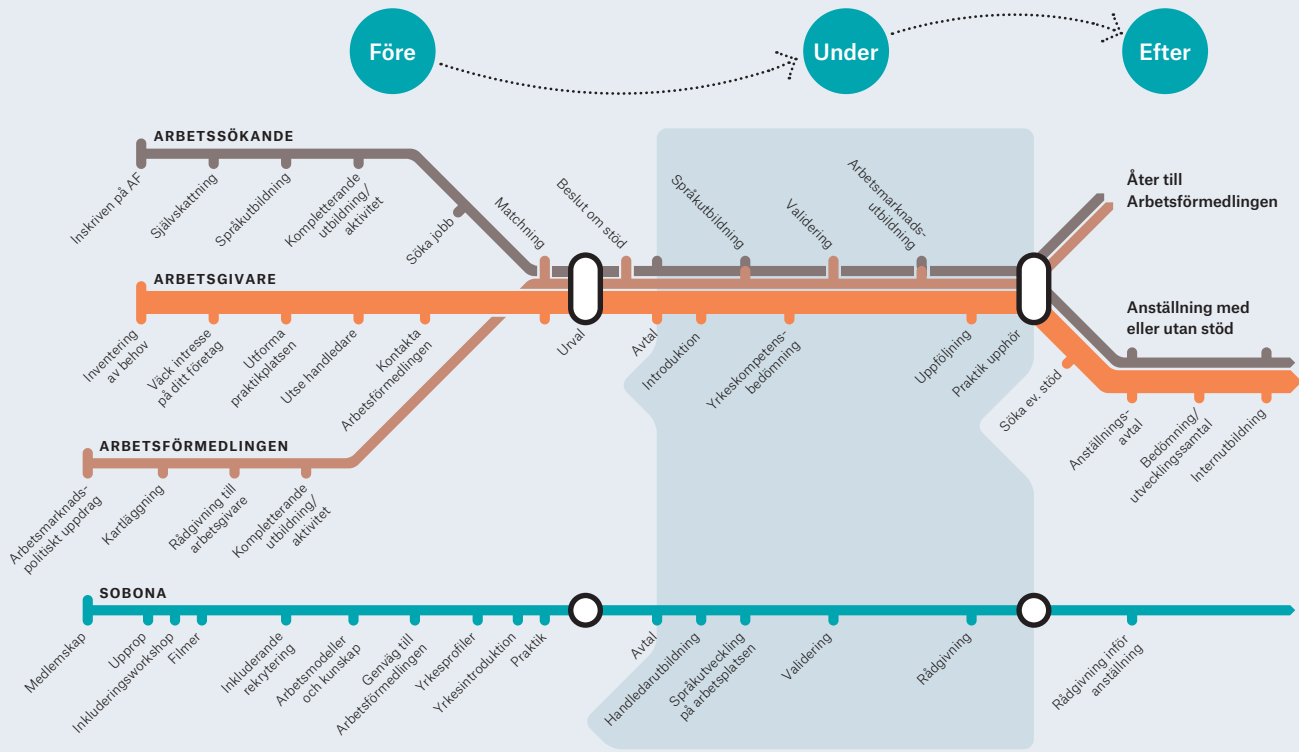 Före
Under
Efter
ARBETSSÖKANDE
Inskriven på AF
Självskattning
Språkutbildning
Kompletterande
utbildning/
aktivitet
Söka jobb
Matchning
Beslut om stöd
Språkutbildning
Validering
Arbetsmarknads-
utbildning
Åter till
Arbetsförmedlingen
ARBETSGIVARE
Inventering
av behov
Väck intresse
på ditt företag
Utforma
praktikplatsen
Utse handledare
Kontakta
Arbetsförmedlingen
Urval
Avtal
Introduktion
Yrkeskompetens-
bedömning
Uppföljning
Praktik upphör
Anställning med
eller utan stöd
Söka ev. stöd
Anställnings-
avtal
Bedömning/
utvecklingssamtal
Internutbildning
ARBETSFÖRMEDLINGEN
Arbetsmarknads-
politiskt uppdrag
Kartläggning
Rådgivning till
arbetsgivare
Kompletterande
utbildning/
aktivitet
SOBONA
Medlemskap
Upprop
Inkluderingsworkshop
Filmer
Inkluderande
rekrytering
Arbetsmodeller
och kunskap
Genväg till
Arbetsförmedlingen
Yrkesprofiler
Yrkesintroduktion
Praktik
Avtal
Handledarutbildning
Språkutveckling
på arbetsplatsen
Validering
Rådgivning
Rådgivning inför
anställning